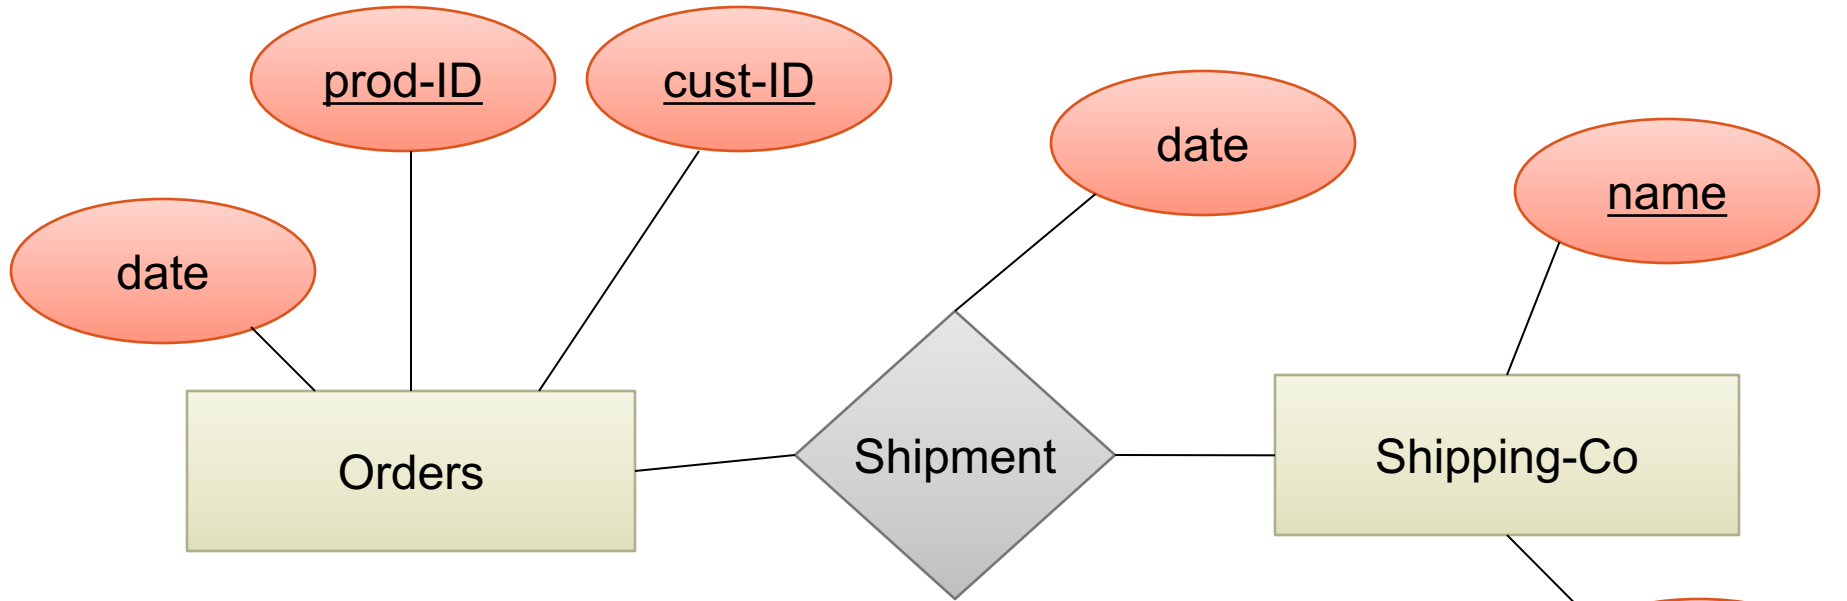 prod-ID
cust-ID
date
name
date
Orders
Shipment
Shipping-Co